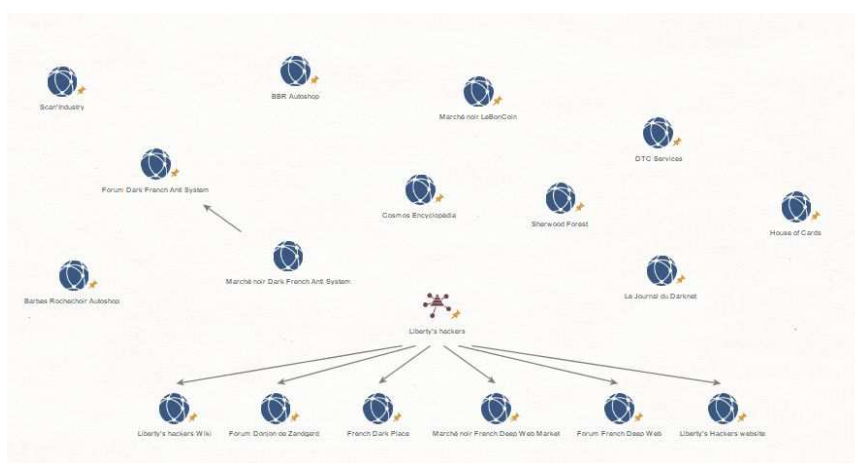 BBR Autoshop
Scan'Industry
Marché noir LeBonCoin
DTC Services
Forum Dark French Anti System
Cosmos Encyclopédia
Sherwood Forest
House of Cards
Marché noir Dark French Anti System
Barbes Rochechoir Autoshop
Le Journal du Darknet
Liberty's hackers
Liberty's hackers Wiki
Forum Donjon de Zandgard
French Dark Place
Marché noir French Deep Web Market
Forum French Deep Web
Liberty's Hackers website